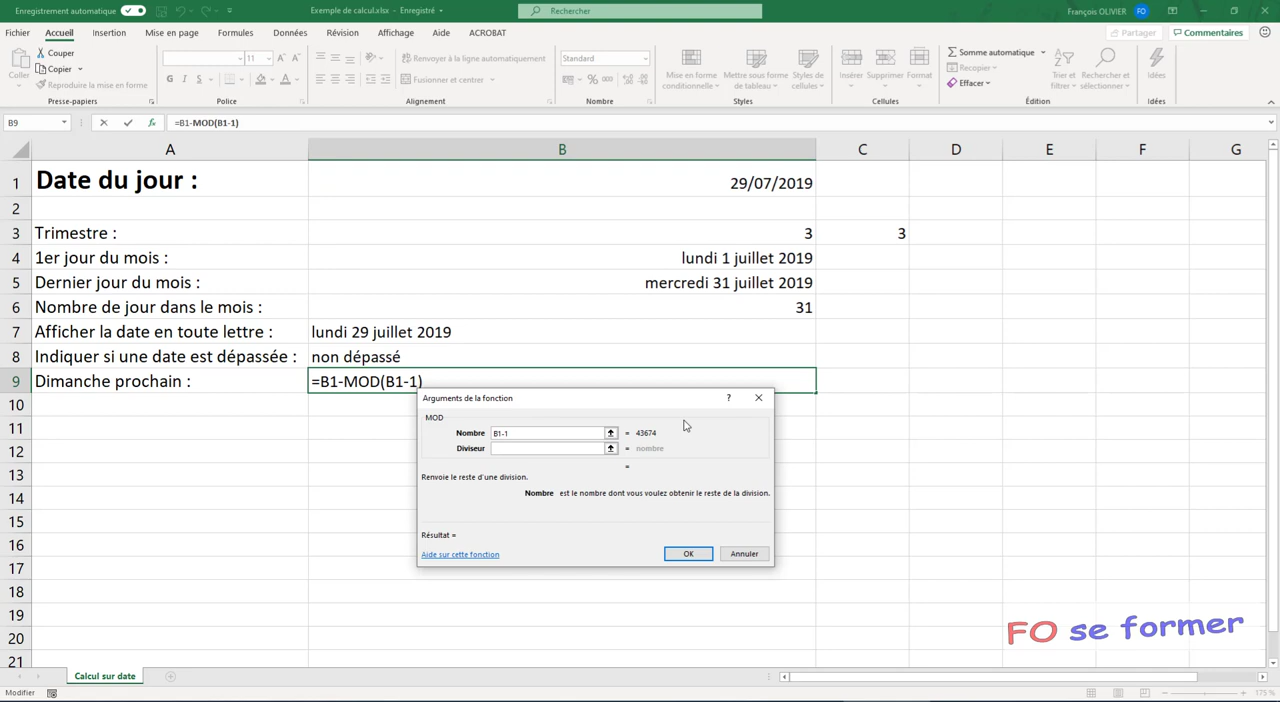 Enregistrement automatique
Exemple de calcul.xlsx - Enregistré
Rechercher
François OLIVIER
FO
Fichier Accueil Insertion Mise en page Formules Données Révision Affichage Aide ACROBAT
Partager
Commentaires
Coller
Couper
Copier
Reproduire la mise en forme
Presse-papiers
11
G I S
Police
Renvoyer à la ligne automatiquement
Fusionner et centrer
Alignement
Standard
% 000
Nombre
Mise en forme conditionnelle
Mettre sous forme de tableau
Styles de cellules
Styles
Insérer
Supprimer
Format
Cellules
Somme automatique
Recopier
Effacer
Trier et filtrer
Rechercher et sélectionner
Édition
Idées
Idées
B9
fx
=B1-MOD(B1-1)
A B C D E F G
1 Date du jour : 29/07/2019
2
3 Trimestre : 3 3
4 1er jour du mois : lundi 1 juillet 2019
5 Dernier jour du mois : mercredi 31 juillet 2019
6 Nombre de jour dans le mois : 31
7 Afficher la date en toute lettre : lundi 29 juillet 2019
8 Indiquer si une date est dépassée : non dépassé
9 Dimanche prochain : =B1-MOD(B1-1)
10
11
12
13
14
15
16
17
18
19
20
21
Arguments de la fonction
?
MOD
Nombre B1-1 = 43674
Diviseur = nombre
=
Renvoie le reste d'une division.
Nombre est le nombre dont vous voulez obtenir le reste de la division.
Résultat =
Aide sur cette fonction
OK
Annuler
FO se former
Calcul sur date
Modifier
175 %